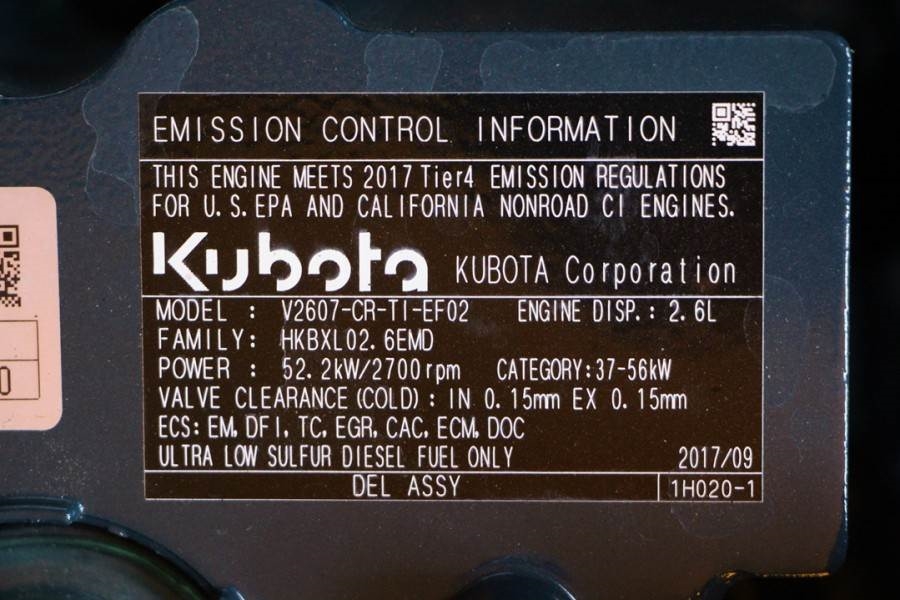 EMISSION CONTROL INFORMATION
THIS ENGINE MEETS 2017 Tier4 EMISSION REGULATIONS
FOR U.S.EPA AND CALIFORNIA NONROAD CI ENGINES.
Kubota KUBOTA Corporation
MODEL : V2607-CR-TI-EF02 ENGINE DISP.: 2.6L
FAMILY: HKBXL02.6EMD
POWER : 52.2kW/2700rpm CATEGORY:37-56kW
VALVE CLEARANCE(COLD): IN 0.15mm EX 0.15mm
ECS: EM, DFI, TC, EGR, CAC, ECM, DOC
ULTRA LOW SULFUR DIESEL FUEL ONLY 2017/09
DEL ASSY 1H020-1
0